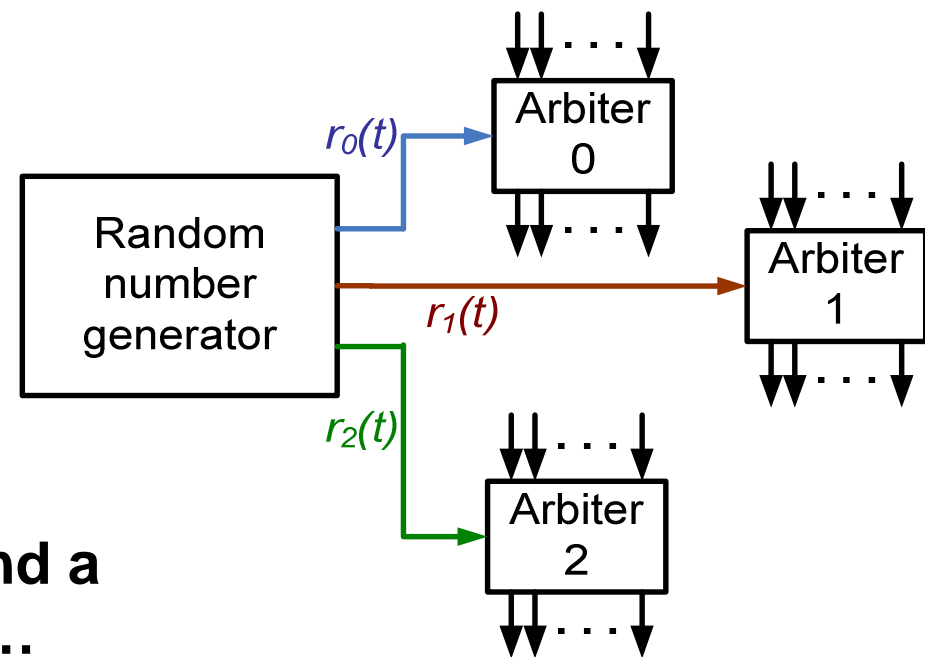 Random
number
generator
r0(t)
r1(t)
r2(t)
Arbiter
0
Arbiter
1
Arbiter
2
nd a
..